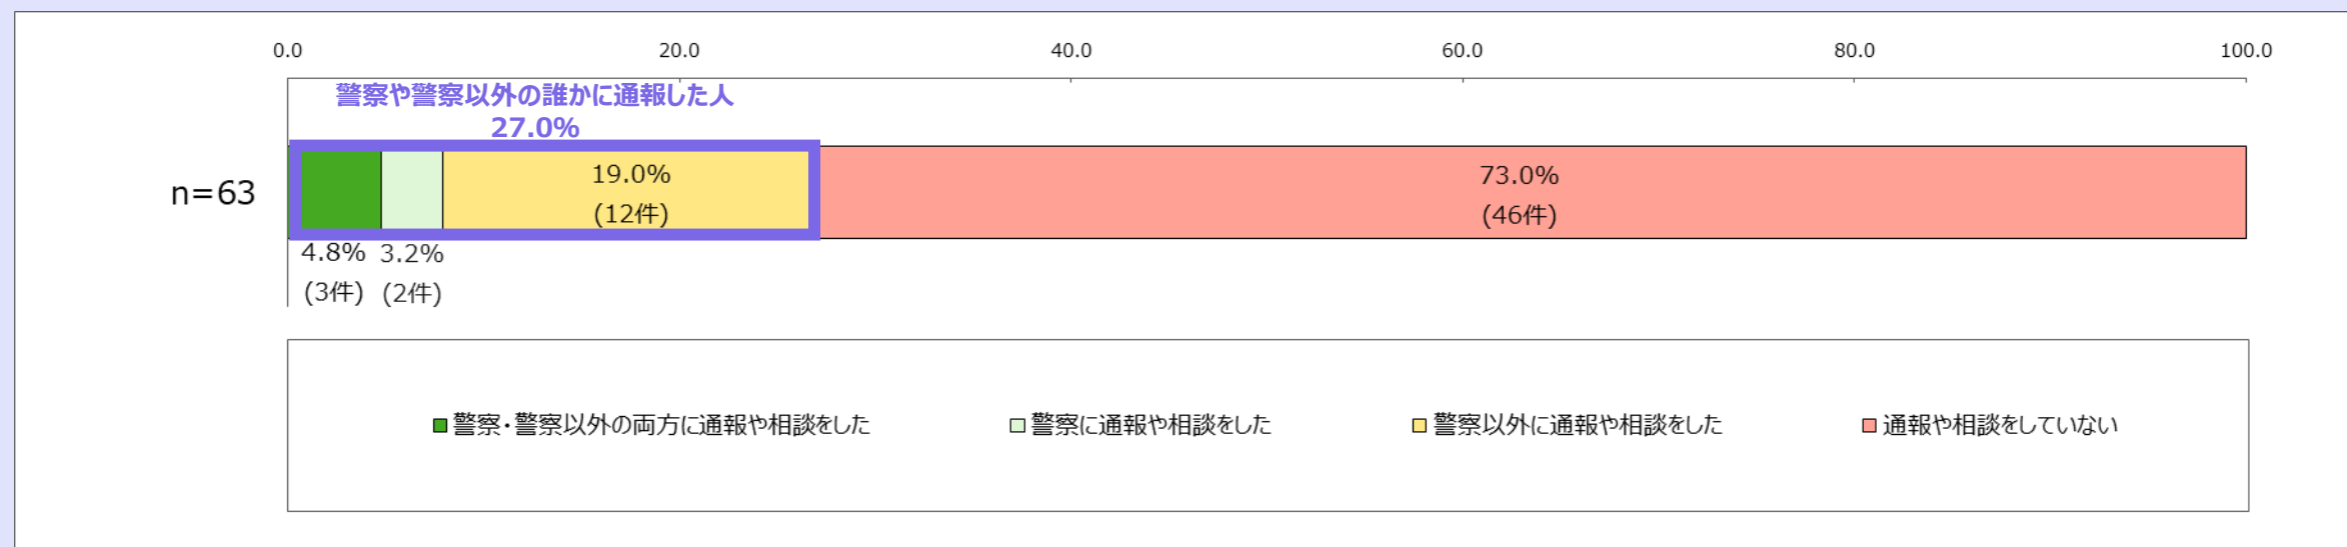 0.0 20.0 40.0 60.0 80.0 100.0
警察や警察以外の誰かに通報した人
27.0%
n=63
19.0%
(12件)
73.0%
(46件)
4.8% 3.2%
(3件) (2件)
警察・警察以外の両方に通報や相談をした 警察に通報や相談をした 警察以外に通報や相談をした 通報や相談をしていない